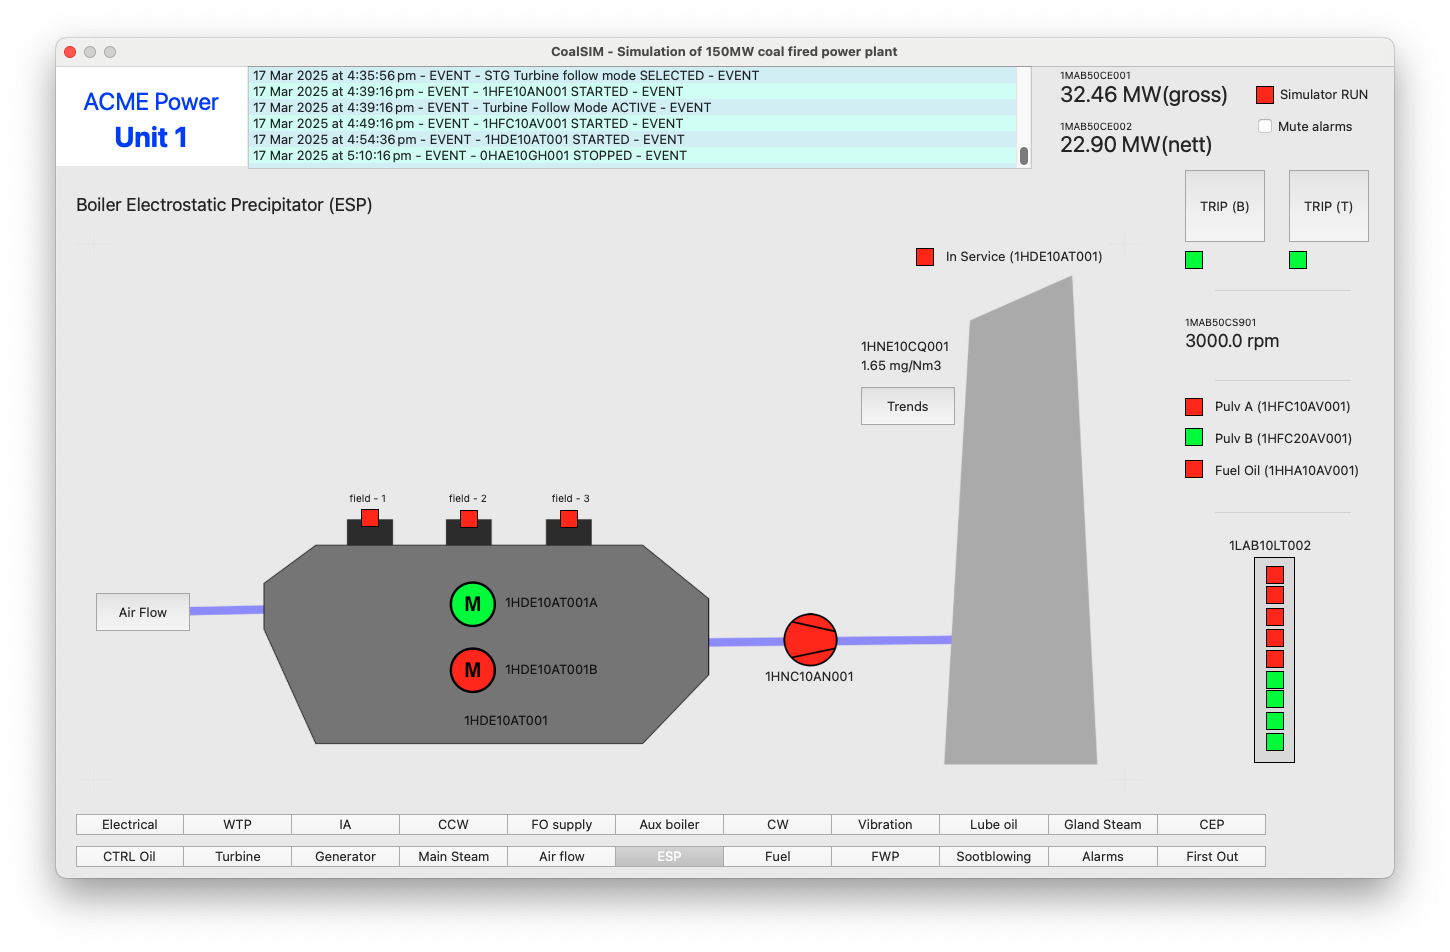 CoalSIM - Simulation of 150MW coal fired power plant
ACME Power
Unit 1
17 Mar 2025 at 4:35:56 pm - EVENT - STG Turbine follow mode SELECTED - EVENT
17 Mar 2025 at 4:39:16 pm - EVENT - 1HFE10AN001 STARTED - EVENT
17 Mar 2025 at 4:39:16 pm - EVENT - Turbine Follow Mode ACTIVE - EVENT
17 Mar 2025 at 4:49:16 pm - EVENT - 1HFC10AV001 STARTED - EVENT
17 Mar 2025 at 4:54:36 pm - EVENT - 1HDE10AT001 STARTED - EVENT
17 Mar 2025 at 5:10:16 pm - EVENT - 0HAE10GH001 STOPPED - EVENT
1MAB50CE001
32.46 MW(gross)
1MAB50CE002
22.90 MW(nett)
Simulator RUN
Mute alarms
Boiler Electrostatic Precipitator (ESP)
TRIP (B)
TRIP (T)
In Service (1HDE10AT001)
1MAB50CS901
3000.0 rpm
1HNE10CQ001
1.65 mg/Nm3
Trends
Pulv A (1HFC10AV001)
Pulv B (1HFC20AV001)
Fuel Oil (1HHA10AV001)
field - 1
field - 2
field - 3
1LAB10LT002
Air Flow
M
1HDE10AT001A
M
1HDE10AT001B
1HDE10AT001
1HNC10AN001
Electrical
WTP
IA
CCW
FO supply
Aux boiler
CW
Vibration
Lube oil
Gland Steam
CEP
CTRL Oil
Turbine
Generator
Main Steam
Air flow
ESP
Fuel
FWP
Sootblowing
Alarms
First Out